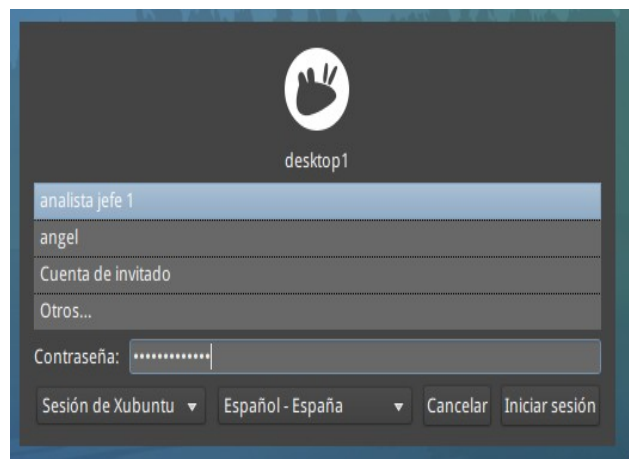 desktop1
analista jefe 1
angel
Cuenta de invitado
Otros...
Contraseña: •••••••••••••
Sesión de Xubuntu Español - España Cancelar Iniciar sesión